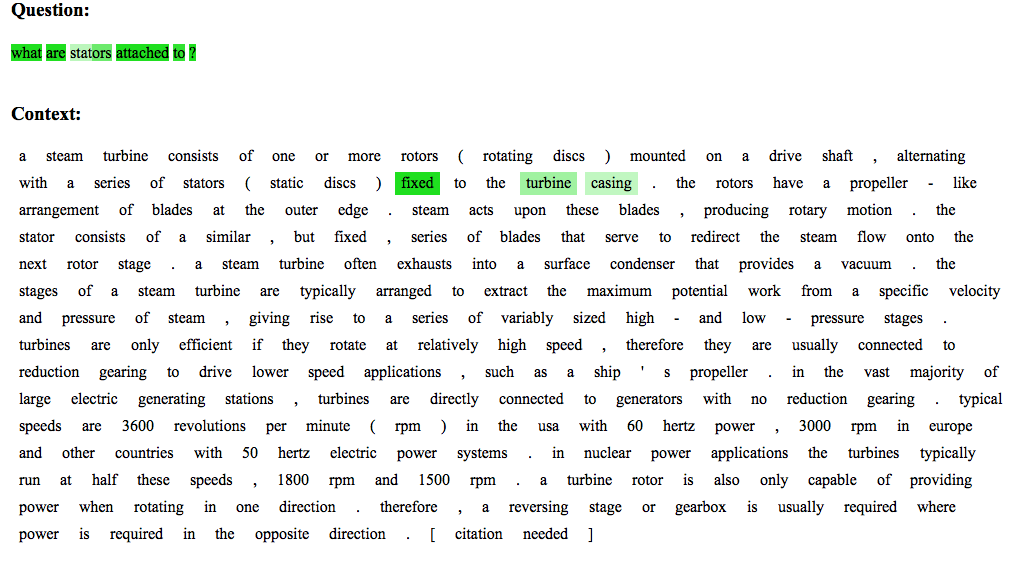 Question:
what are stators attached to ?
Context:
a steam turbine consists of one or more rotors ( rotating discs ) mounted on a drive shaft , alternating
with a series of stators ( static discs ) fixed to the turbine casing . the rotors have a propeller - like
arrangement of blades at the outer edge . steam acts upon these blades , producing rotary motion . the
stator consists of a similar , but fixed , series of blades that serve to redirect the steam flow onto the
next rotor stage . a steam turbine often exhausts into a surface condenser that provides a vacuum . the
stages of a steam turbine are typically arranged to extract the maximum potential work from a specific velocity
and pressure of steam , giving rise to a series of variably sized high - and low - pressure stages .
turbines are only efficient if they rotate at relatively high speed , therefore they are usually connected to
reduction gearing to drive lower speed applications , such as a ship ' s propeller . in the vast majority of
large electric generating stations , turbines are directly connected to generators with no reduction gearing . typical
speeds are 3600 revolutions per minute ( rpm ) in the usa with 60 hertz power , 3000 rpm in europe
and other countries with 50 hertz electric power systems . in nuclear power applications the turbines typically
run at half these speeds , 1800 rpm and 1500 rpm . a turbine rotor is also only capable of providing
power when rotating in one direction . therefore , a reversing stage or gearbox is usually required where
power is required in the opposite direction . [ citation needed ]